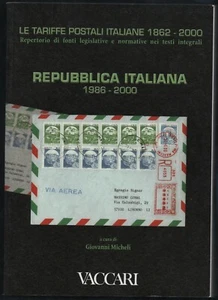 LE TARIFFE POSTALI ITALIANE 1862 - 2000
Repertorio di fonti legislative e normative nei testi integrali
REPUBBLICA ITALIANA
1986 - 2000
VIA AEREA
a cura di
Giovanni Micheli
VACCARI